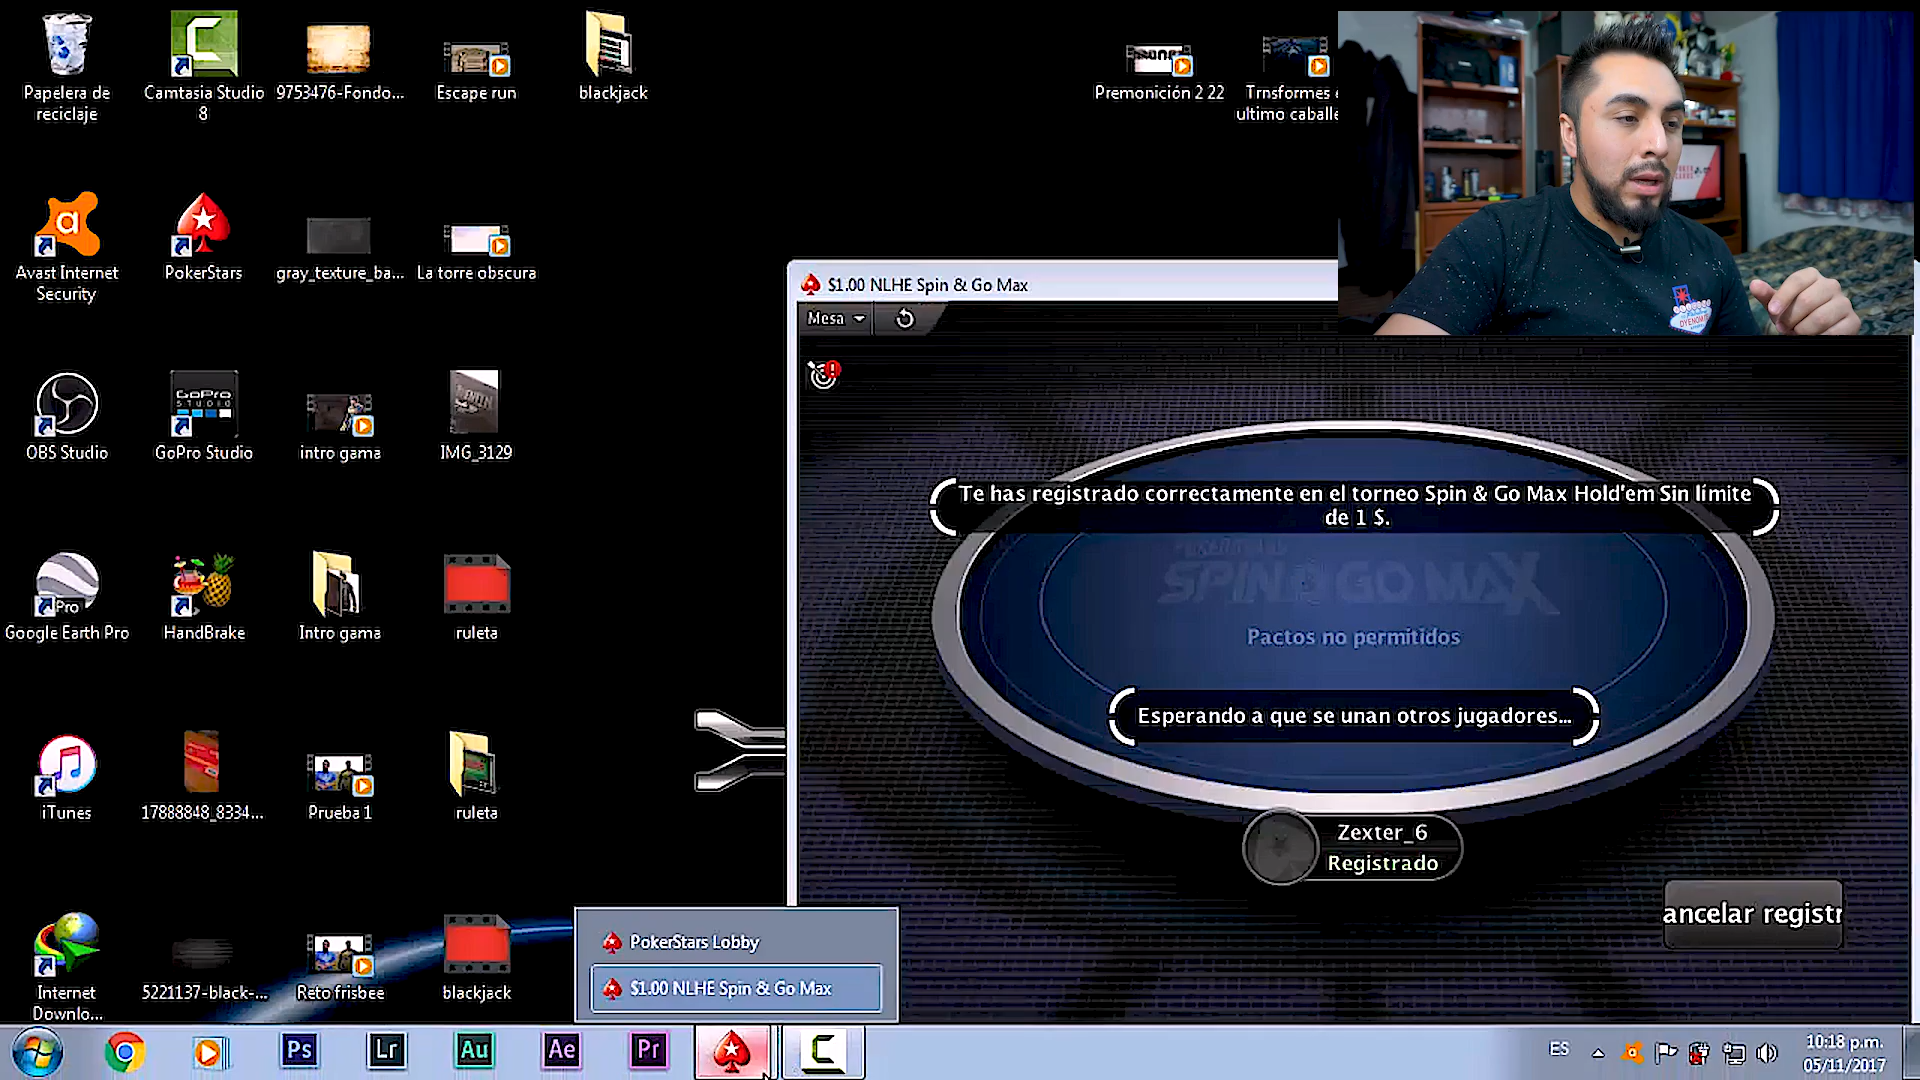 Papelera de
reciclaje
Camtasia Studio
8
9753476-Fondo...
Escape run
blackjack
Premonición 2 22
Trnsformes
ultimo caballe
Avast Internet
Security
PokerStars
gray_texture_ba...
La torre obscura
$1.00 NLHE Spin & Go Max
Mesa
OBS Studio
GoPro
STUDIO
GoPro Studio
intro gama
IMG_3129
Te has registrado correctamente en el torneo Spin & Go Max Hold'em Sin límite
de 1 $.
SPIN & GO MAX
Pactos no permitidos
Esperando a que se unan otros jugadores...
Pro
Google Earth Pro
HandBrake
Intro gama
ruleta
iTunes
17888848_8334...
Prueba 1
ruleta
Zexter_6
Registrado
ancelar registr
Internet
Downlo...
5221137-black-...
Reto frisbee
blackjack
PokerStars Lobby
$1.00 NLHE Spin & Go Max
Ps
Lr
Au
Ae
Pr
ES
10:18 p.m.
05/11/2017